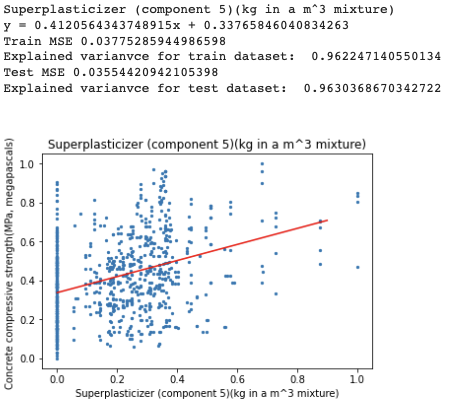 Superplasticizer (component 5)(kg in a m^3 mixture)
y = 0.4120564343748915x + 0.33765846040834263
Train MSE 0.03775285944986598
Explained varianvce for train dataset:  0.962247140550134
Test MSE 0.03554420942105398
Explained varianvce for test dataset:  0.9630368670342722
Superplasticizer (component 5)(kg in a m^3 mixture)
Concrete compressive strength(MPa, megapascals)
1.0
0.8
0.6
0.4
0.2
0.0
0.0 0.2 0.4 0.6 0.8 1.0
Superplasticizer (component 5)(kg in a m^3 mixture)